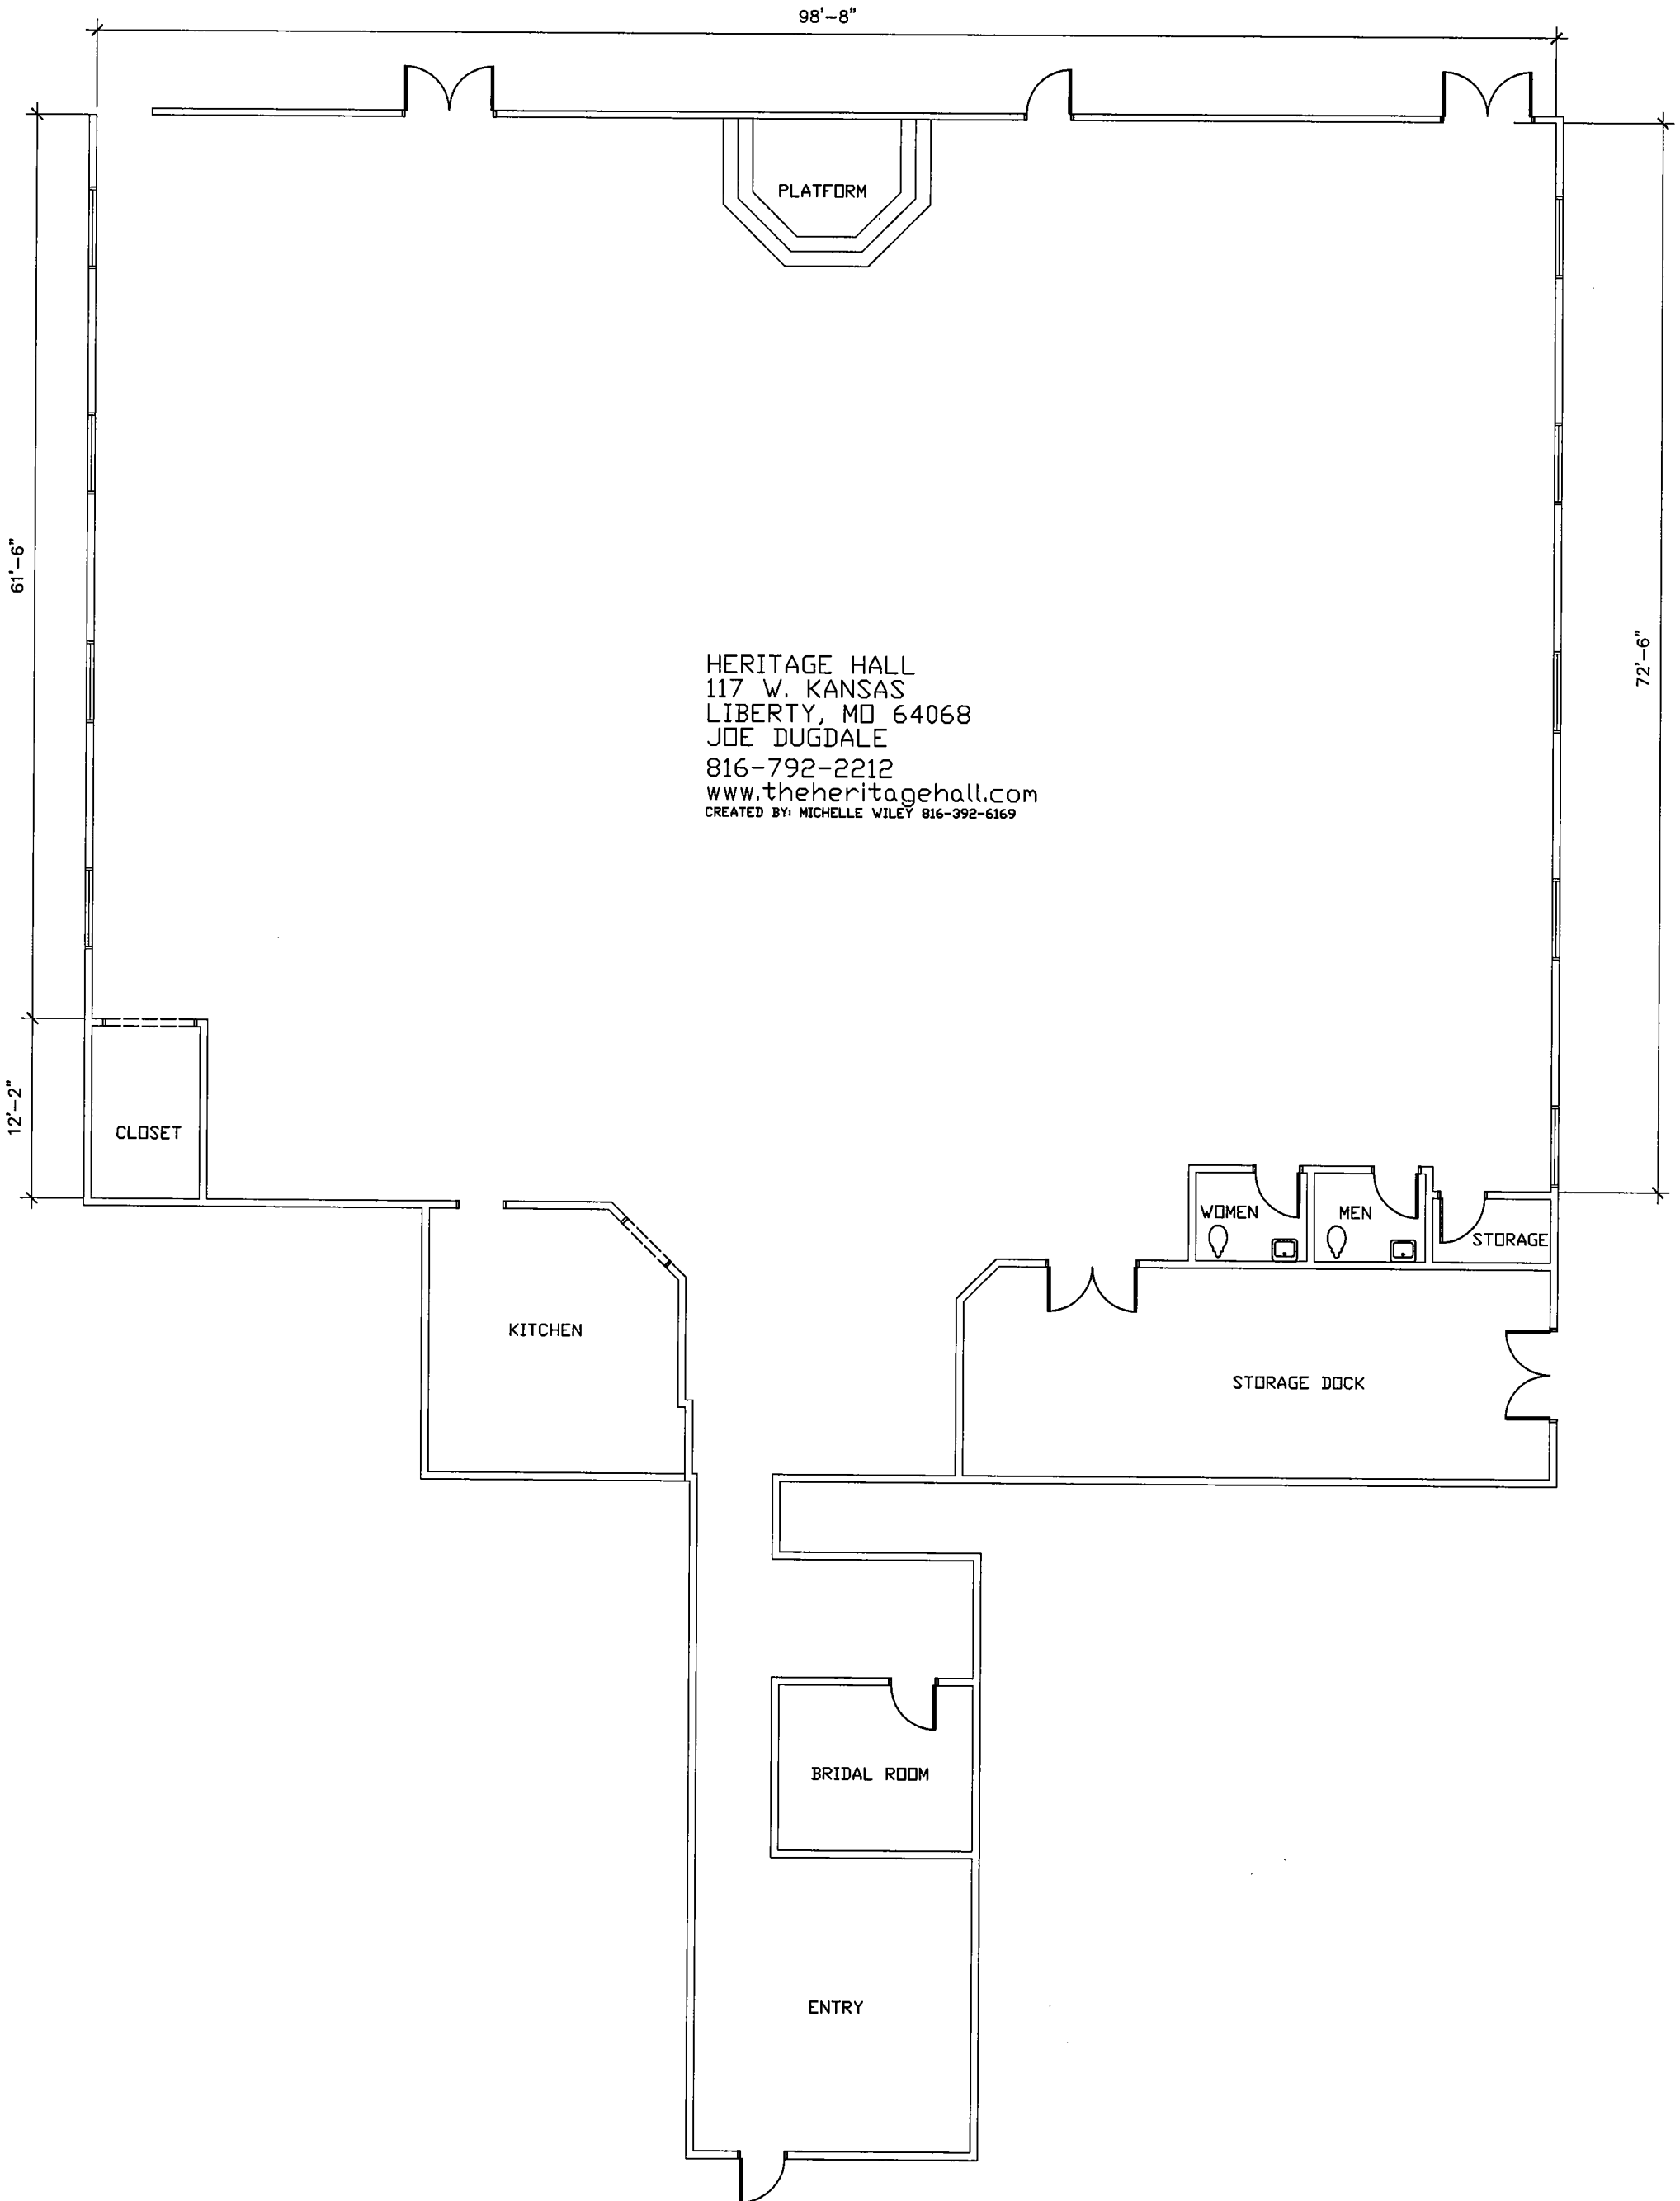 98'-8"
PLATFORM
61'-6"
72'-6"
HERITAGE HALL
117 W. KANSAS
LIBERTY, MO 64068
JOE DUGDALE
816-792-2212
www.theheritagehall.com
CREATED BY: MICHELLE WILEY 816-392-6169
12'-2"
CLOSET
WOMEN
MEN
STORAGE
KITCHEN
STORAGE DOCK
BRIDAL ROOM
ENTRY